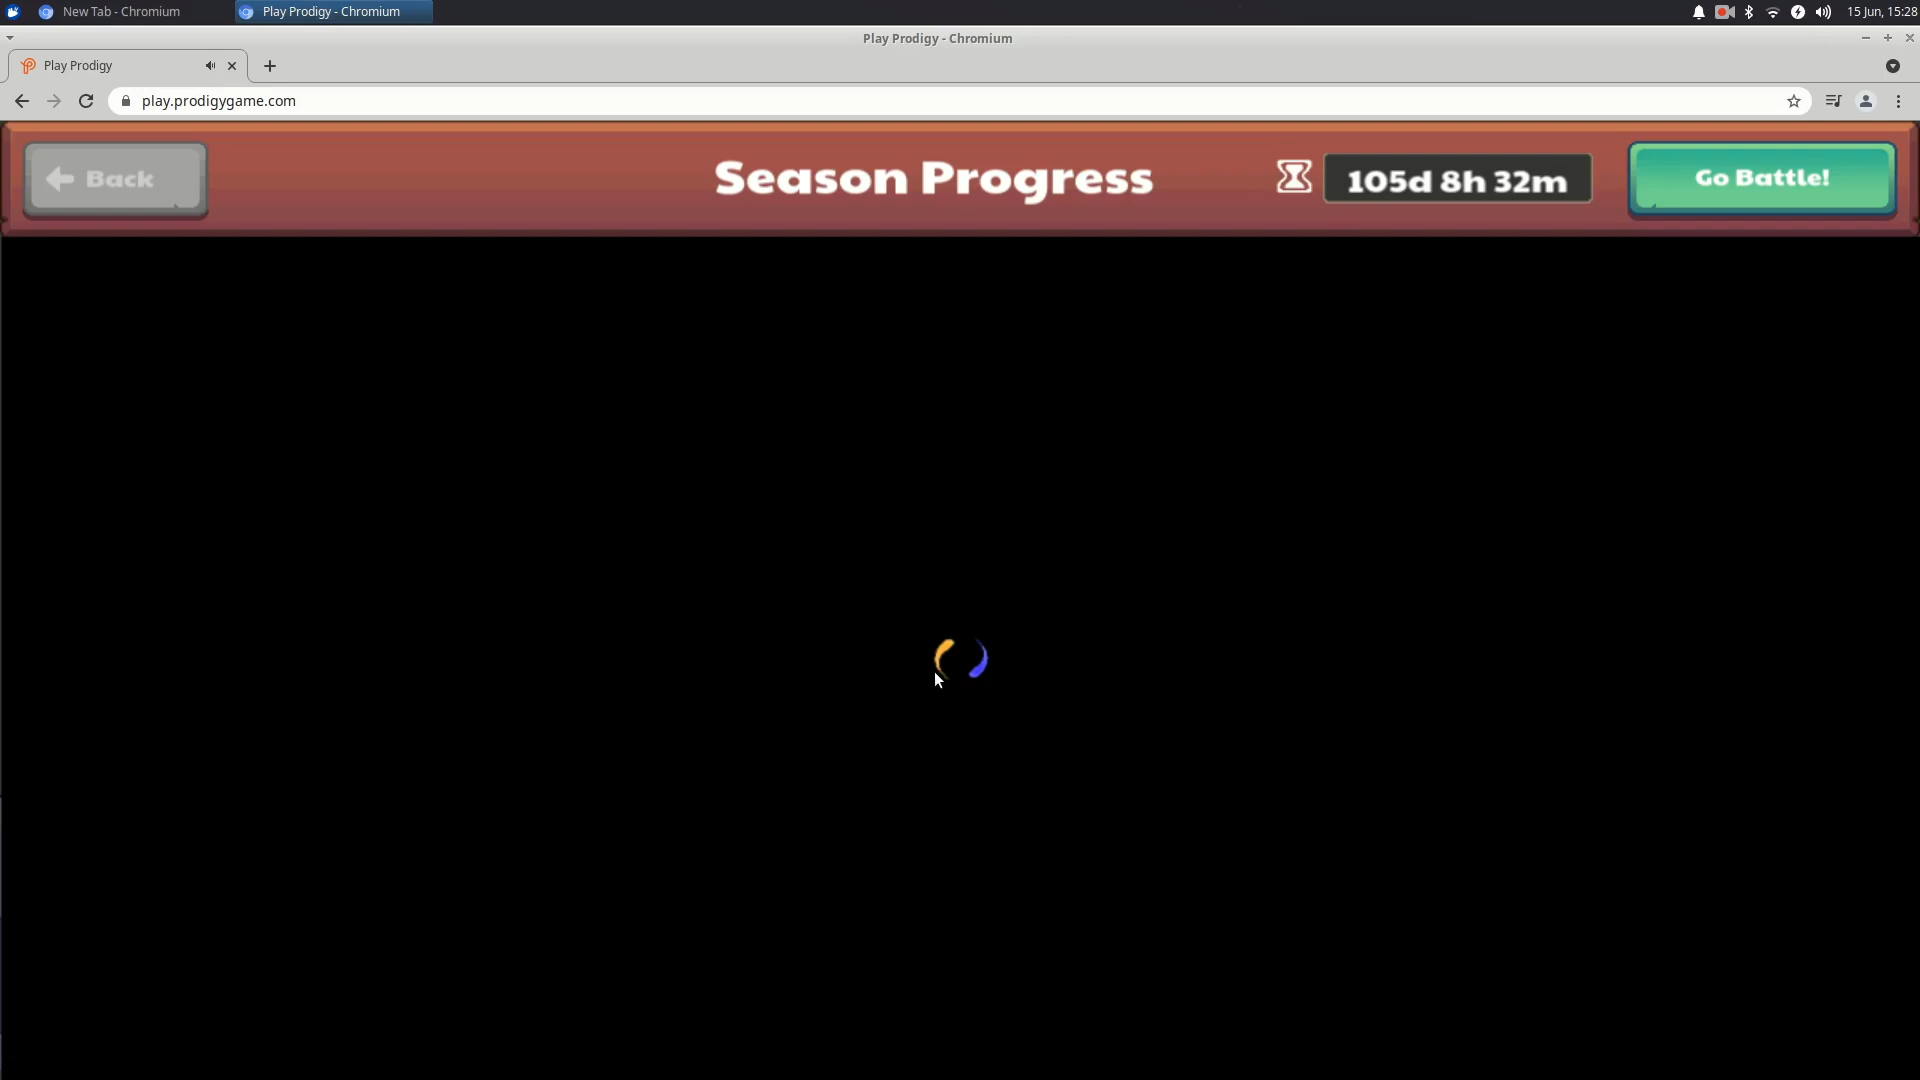 New Tab - Chromium
Play Prodigy - Chromium
15 Jun, 15:28
Play Prodigy - Chromium
Play Prodigy
play.prodigygame.com
Back
Season Progress
105d 8h 32m
Go Battle!